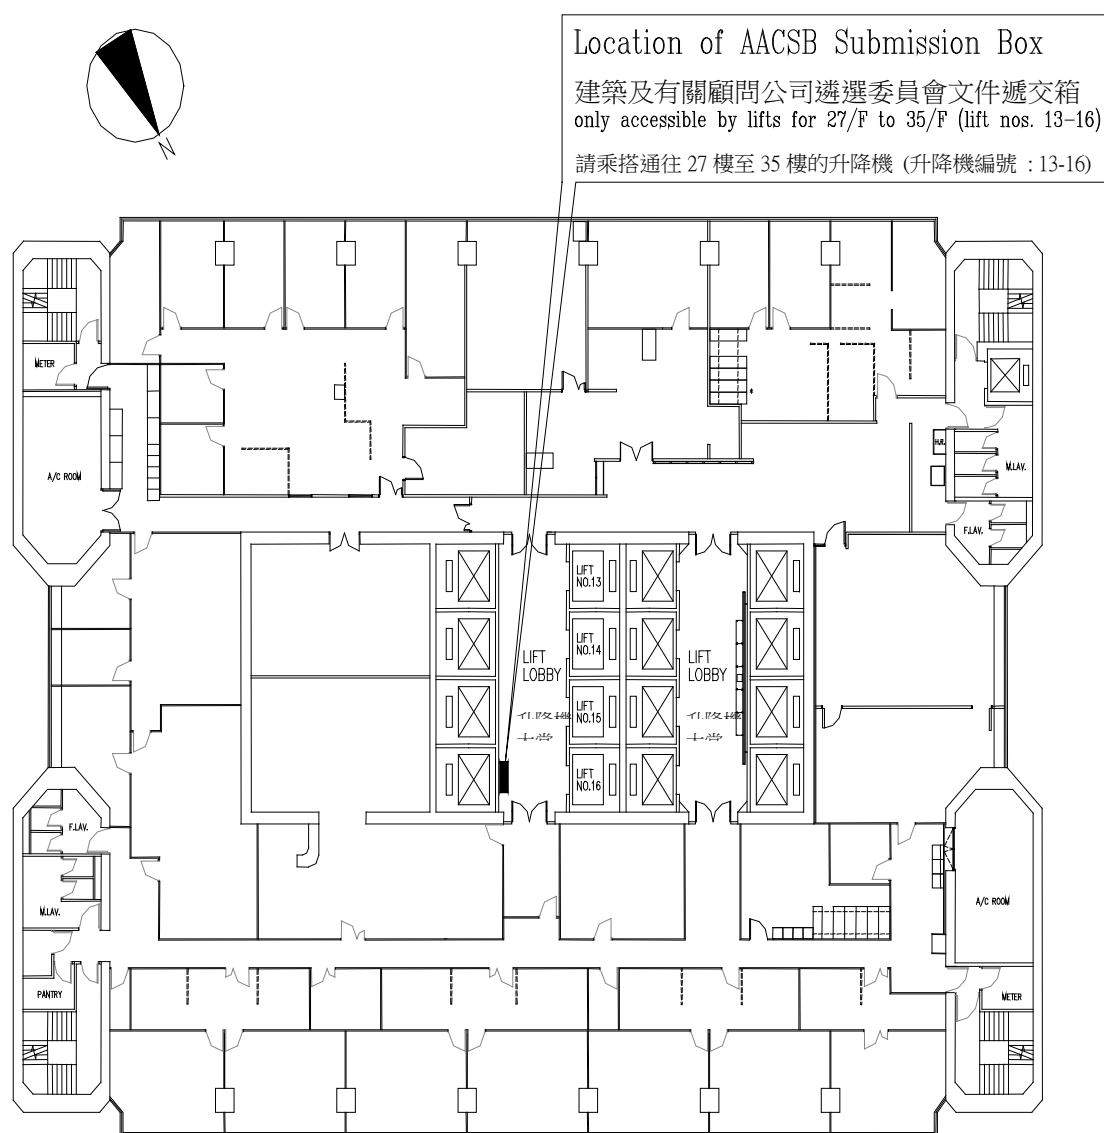 Location of AACSB Submission Box
建築及有關顧問公司遴選委員會文件遞交箱
only accessible by lifts for 27/F to 35/F (lift nos. 13-16)
請乘搭通往 27 樓至 35 樓的升降機 (升降機編號 : 13-16)
N
METER
A/C ROOM
H.R.
M.LAV.
F.LAV.
LIFT
NO.13
LIFT
NO.14
LIFT
LOBBY
LIFT
LOBBY
LIFT
NO.15
LIFT
NO.16
F.LAV.
M.LAV.
A/C ROOM
PANTRY
METER